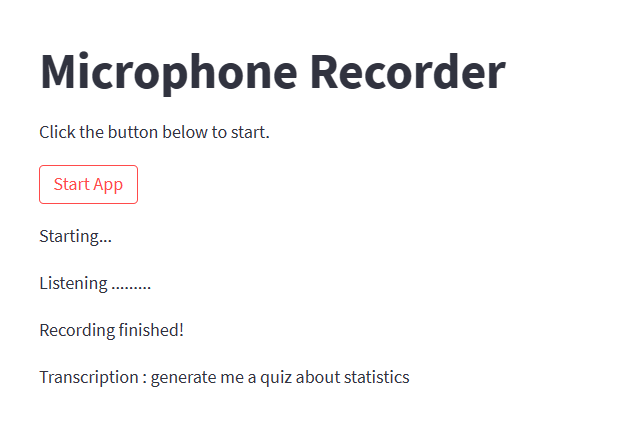 Microphone Recorder
Click the button below to start.
Start App
Starting...
Listening .........
Recording finished!
Transcription : generate me a quiz about statistics